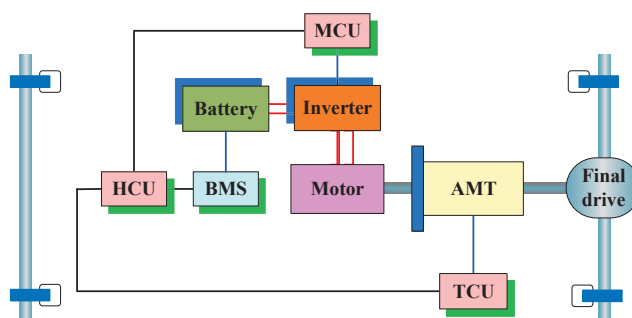 MCU
Battery
Inverter
HCU
BMS
Motor
AMT
Final
drive
TCU